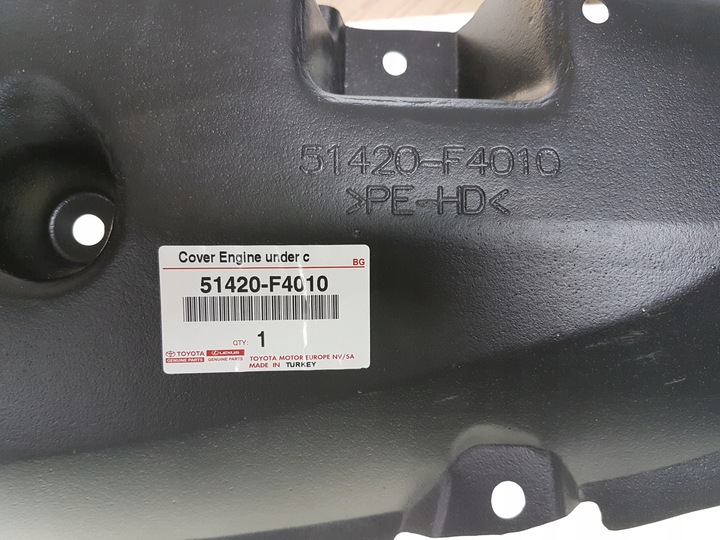 51420-F4010
>PE-HD<
Cover Engine under c
BG
51420-F4010
QTY: 1
TOYOTA LEXUS
GENUINE PARTS GENUINE PARTS
TOYOTA MOTOR EUROPE NV/SA
MADE IN TURKEY